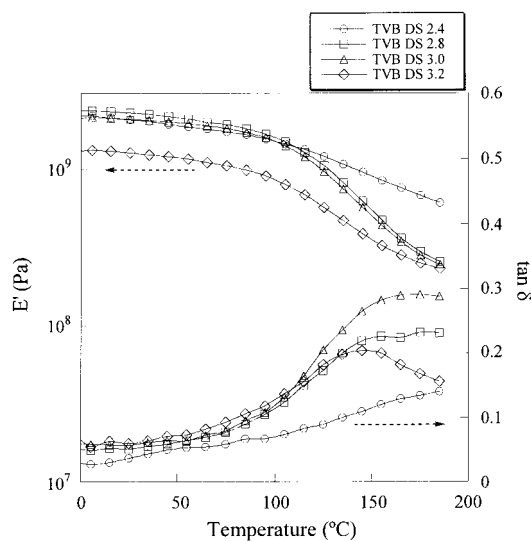 TVB DS 2.4
TVB DS 2.8
TVB DS 3.0
TVB DS 3.2
0.6
0.5
0.4
0.3
0.2
0.1
0
tan δ
10⁹
10⁸
10⁷
E' (Pa)
0
50
100
150
200
Temperature (ºC)